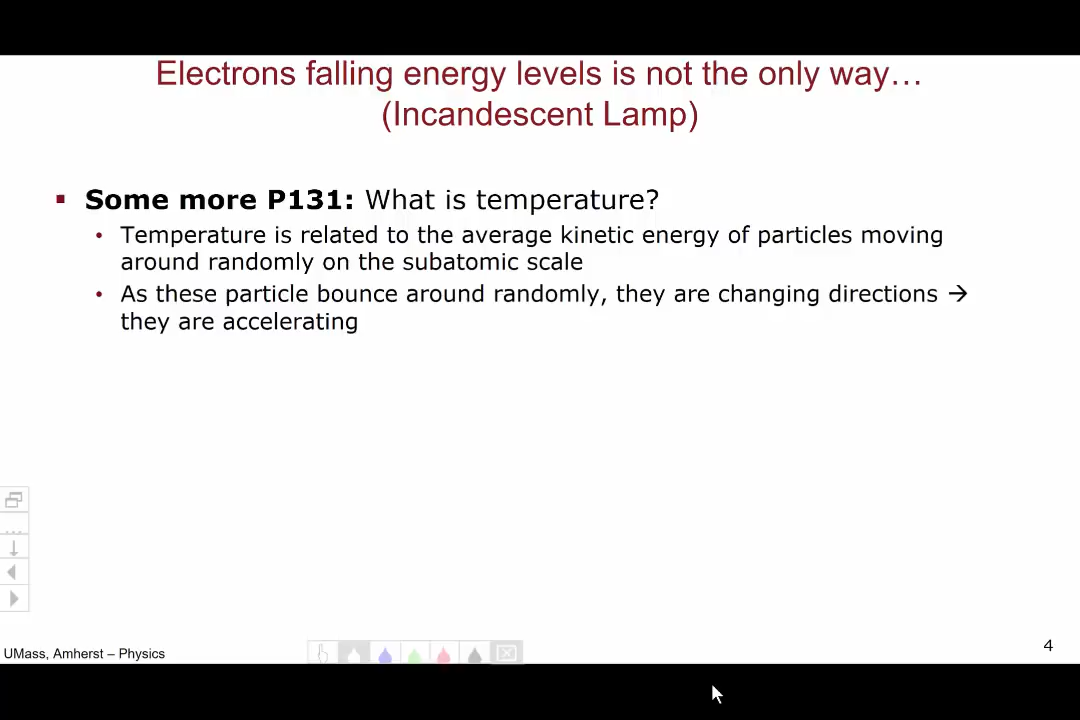 Electrons falling energy levels is not the only way…
(Incandescent Lamp)
▪ Some more P131: What is temperature?
• Temperature is related to the average kinetic energy of particles moving
around randomly on the subatomic scale
• As these particle bounce around randomly, they are changing directions →
they are accelerating
UMass, Amherst – Physics
4